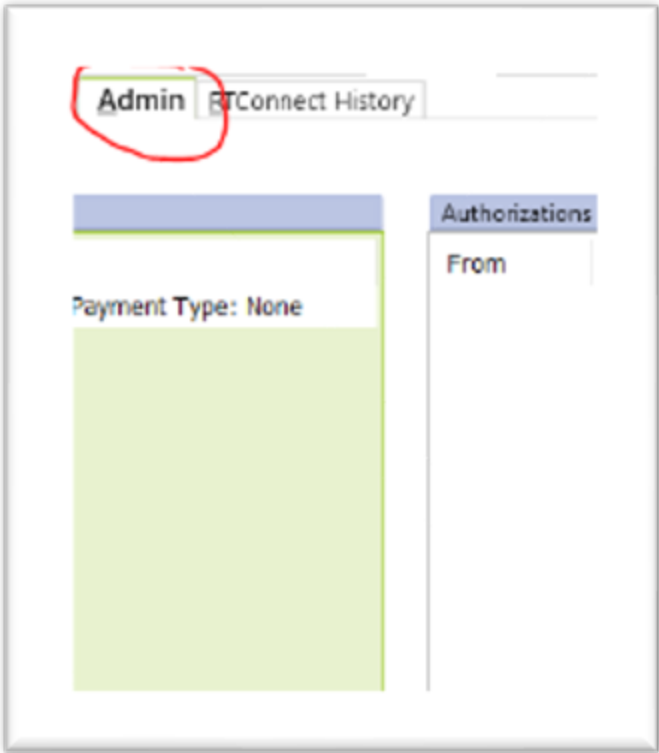 Admin
RTConnect History
Authorizations
From
Payment Type: None